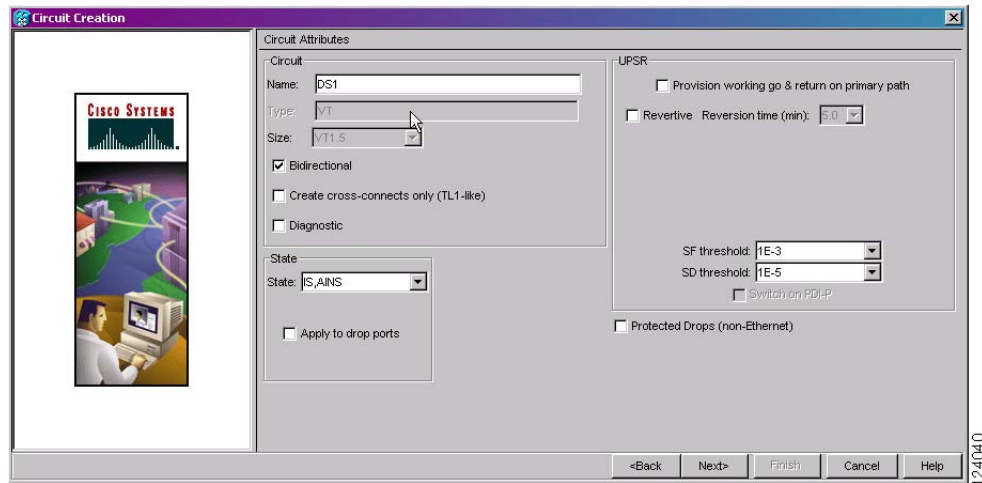 Circuit Creation
CISCO SYSTEMS
Circuit Attributes
Circuit
Name: DS1
Type: VT
Size: VT1.5
Bidirectional
Create cross-connects only (TL1-like)
Diagnostic
State
State: IS,AINS
Apply to drop ports
UPSR
Provision working go & return on primary path
Revertive Reversion time (min): 5.0
SF threshold: 1E-3
SD threshold: 1E-5
Switch on PDI-P
Protected Drops (non-Ethernet)
<Back Next> Finish Cancel Help
124040